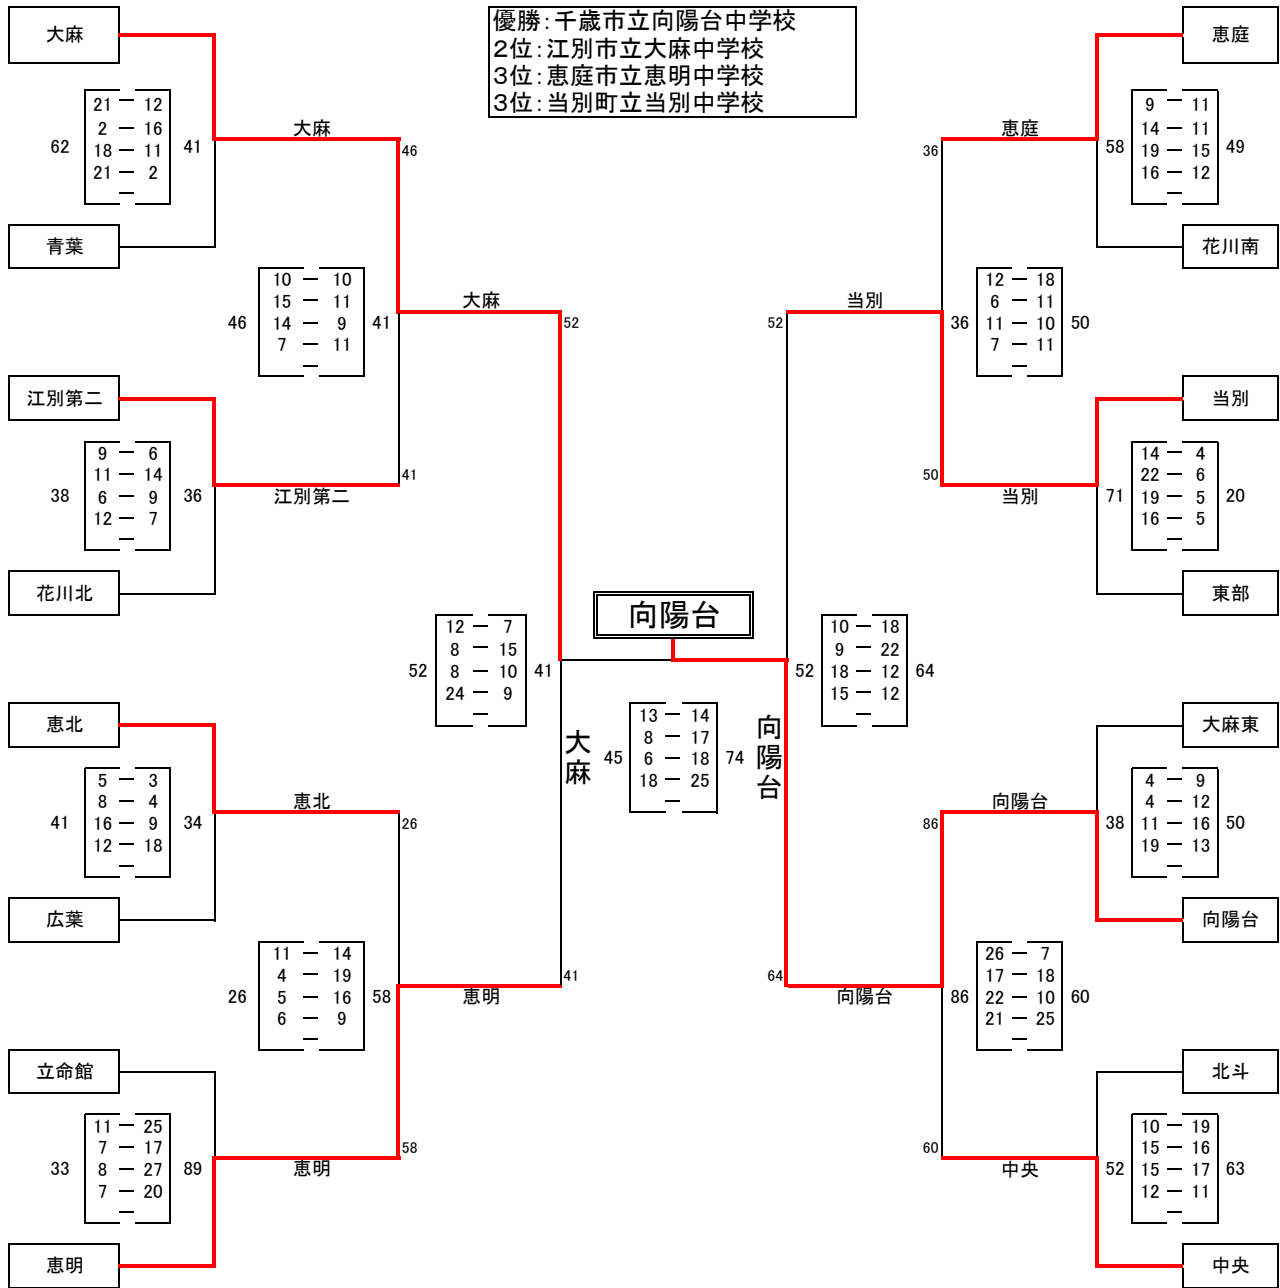 優勝：千歳市立向陽台中学校
2位：江別市立大麻中学校
3位：恵庭市立恵明中学校
3位：当別町立当別中学校
大麻
62
21 － 12
2 － 16
18 － 11
21 － 2
－
41
青葉
大麻
46
江別第二
38
9 － 6
11 － 14
6 － 9
12 － 7
－
36
花川北
江別第二
41
46
10 － 10
15 － 11
14 － 9
7 － 11
－
41
大麻
52
恵北
41
5 － 3
8 － 4
16 － 9
12 － 18
－
34
広葉
恵北
26
立命館
33
11 － 25
7 － 17
8 － 27
7 － 20
－
89
恵明
恵明
58
26
11 － 14
4 － 19
5 － 16
6 － 9
－
58
恵明
41
52
12 － 7
8 － 15
8 － 10
24 － 9
－
41
大麻
向陽台
45
13 － 14
8 － 17
6 － 18
18 － 25
－
74
向陽台
恵庭
58
9 － 11
14 － 11
19 － 15
16 － 12
－
49
花川南
恵庭
36
当別
71
14 － 4
22 － 6
19 － 5
16 － 5
－
20
東部
当別
50
36
12 － 18
6 － 11
11 － 10
7 － 11
－
50
当別
52
52
10 － 18
9 － 22
18 － 12
15 － 12
－
64
大麻東
38
4 － 9
4 － 12
11 － 16
19 － 13
－
50
向陽台
向陽台
86
北斗
52
10 － 19
15 － 16
15 － 17
12 － 11
－
63
中央
中央
60
86
26 － 7
17 － 18
22 － 10
21 － 25
－
60
向陽台
64